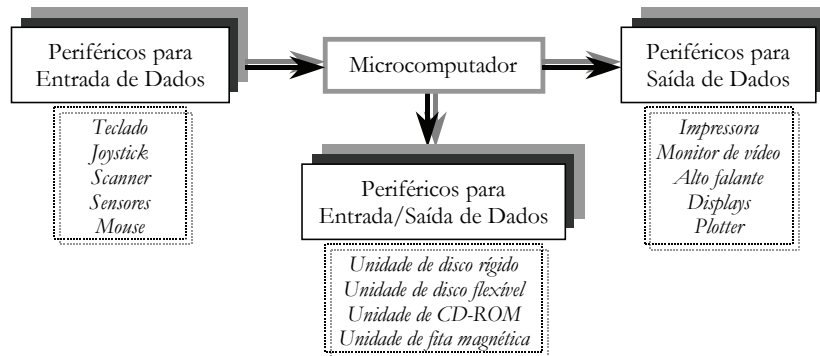 Periféricos para
Entrada de Dados
Teclado
Joystick
Scanner
Sensores
Mouse
Microcomputador
Periféricos para
Entrada/Saída de Dados
Unidade de disco rígido
Unidade de disco flexível
Unidade de CD-ROM
Unidade de fita magnética
Periféricos para
Saída de Dados
Impressora
Monitor de vídeo
Alto falante
Displays
Plotter